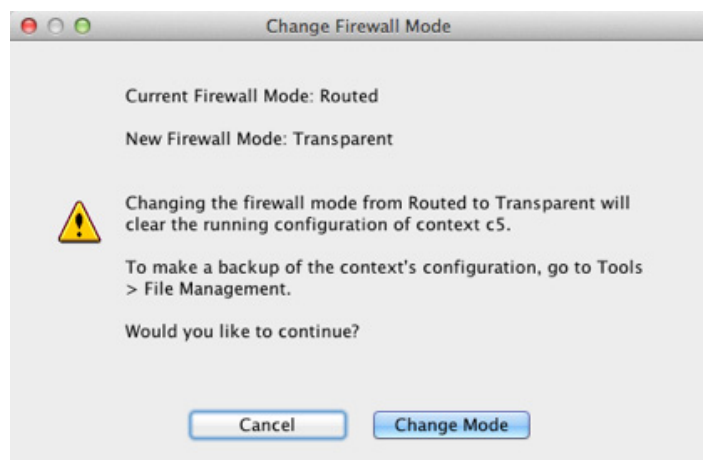 Change Firewall Mode
Current Firewall Mode: Routed
New Firewall Mode: Transparent
Changing the firewall mode from Routed to Transparent will
clear the running configuration of context c5.
To make a backup of the context's configuration, go to Tools
> File Management.
Would you like to continue?
Cancel
Change Mode